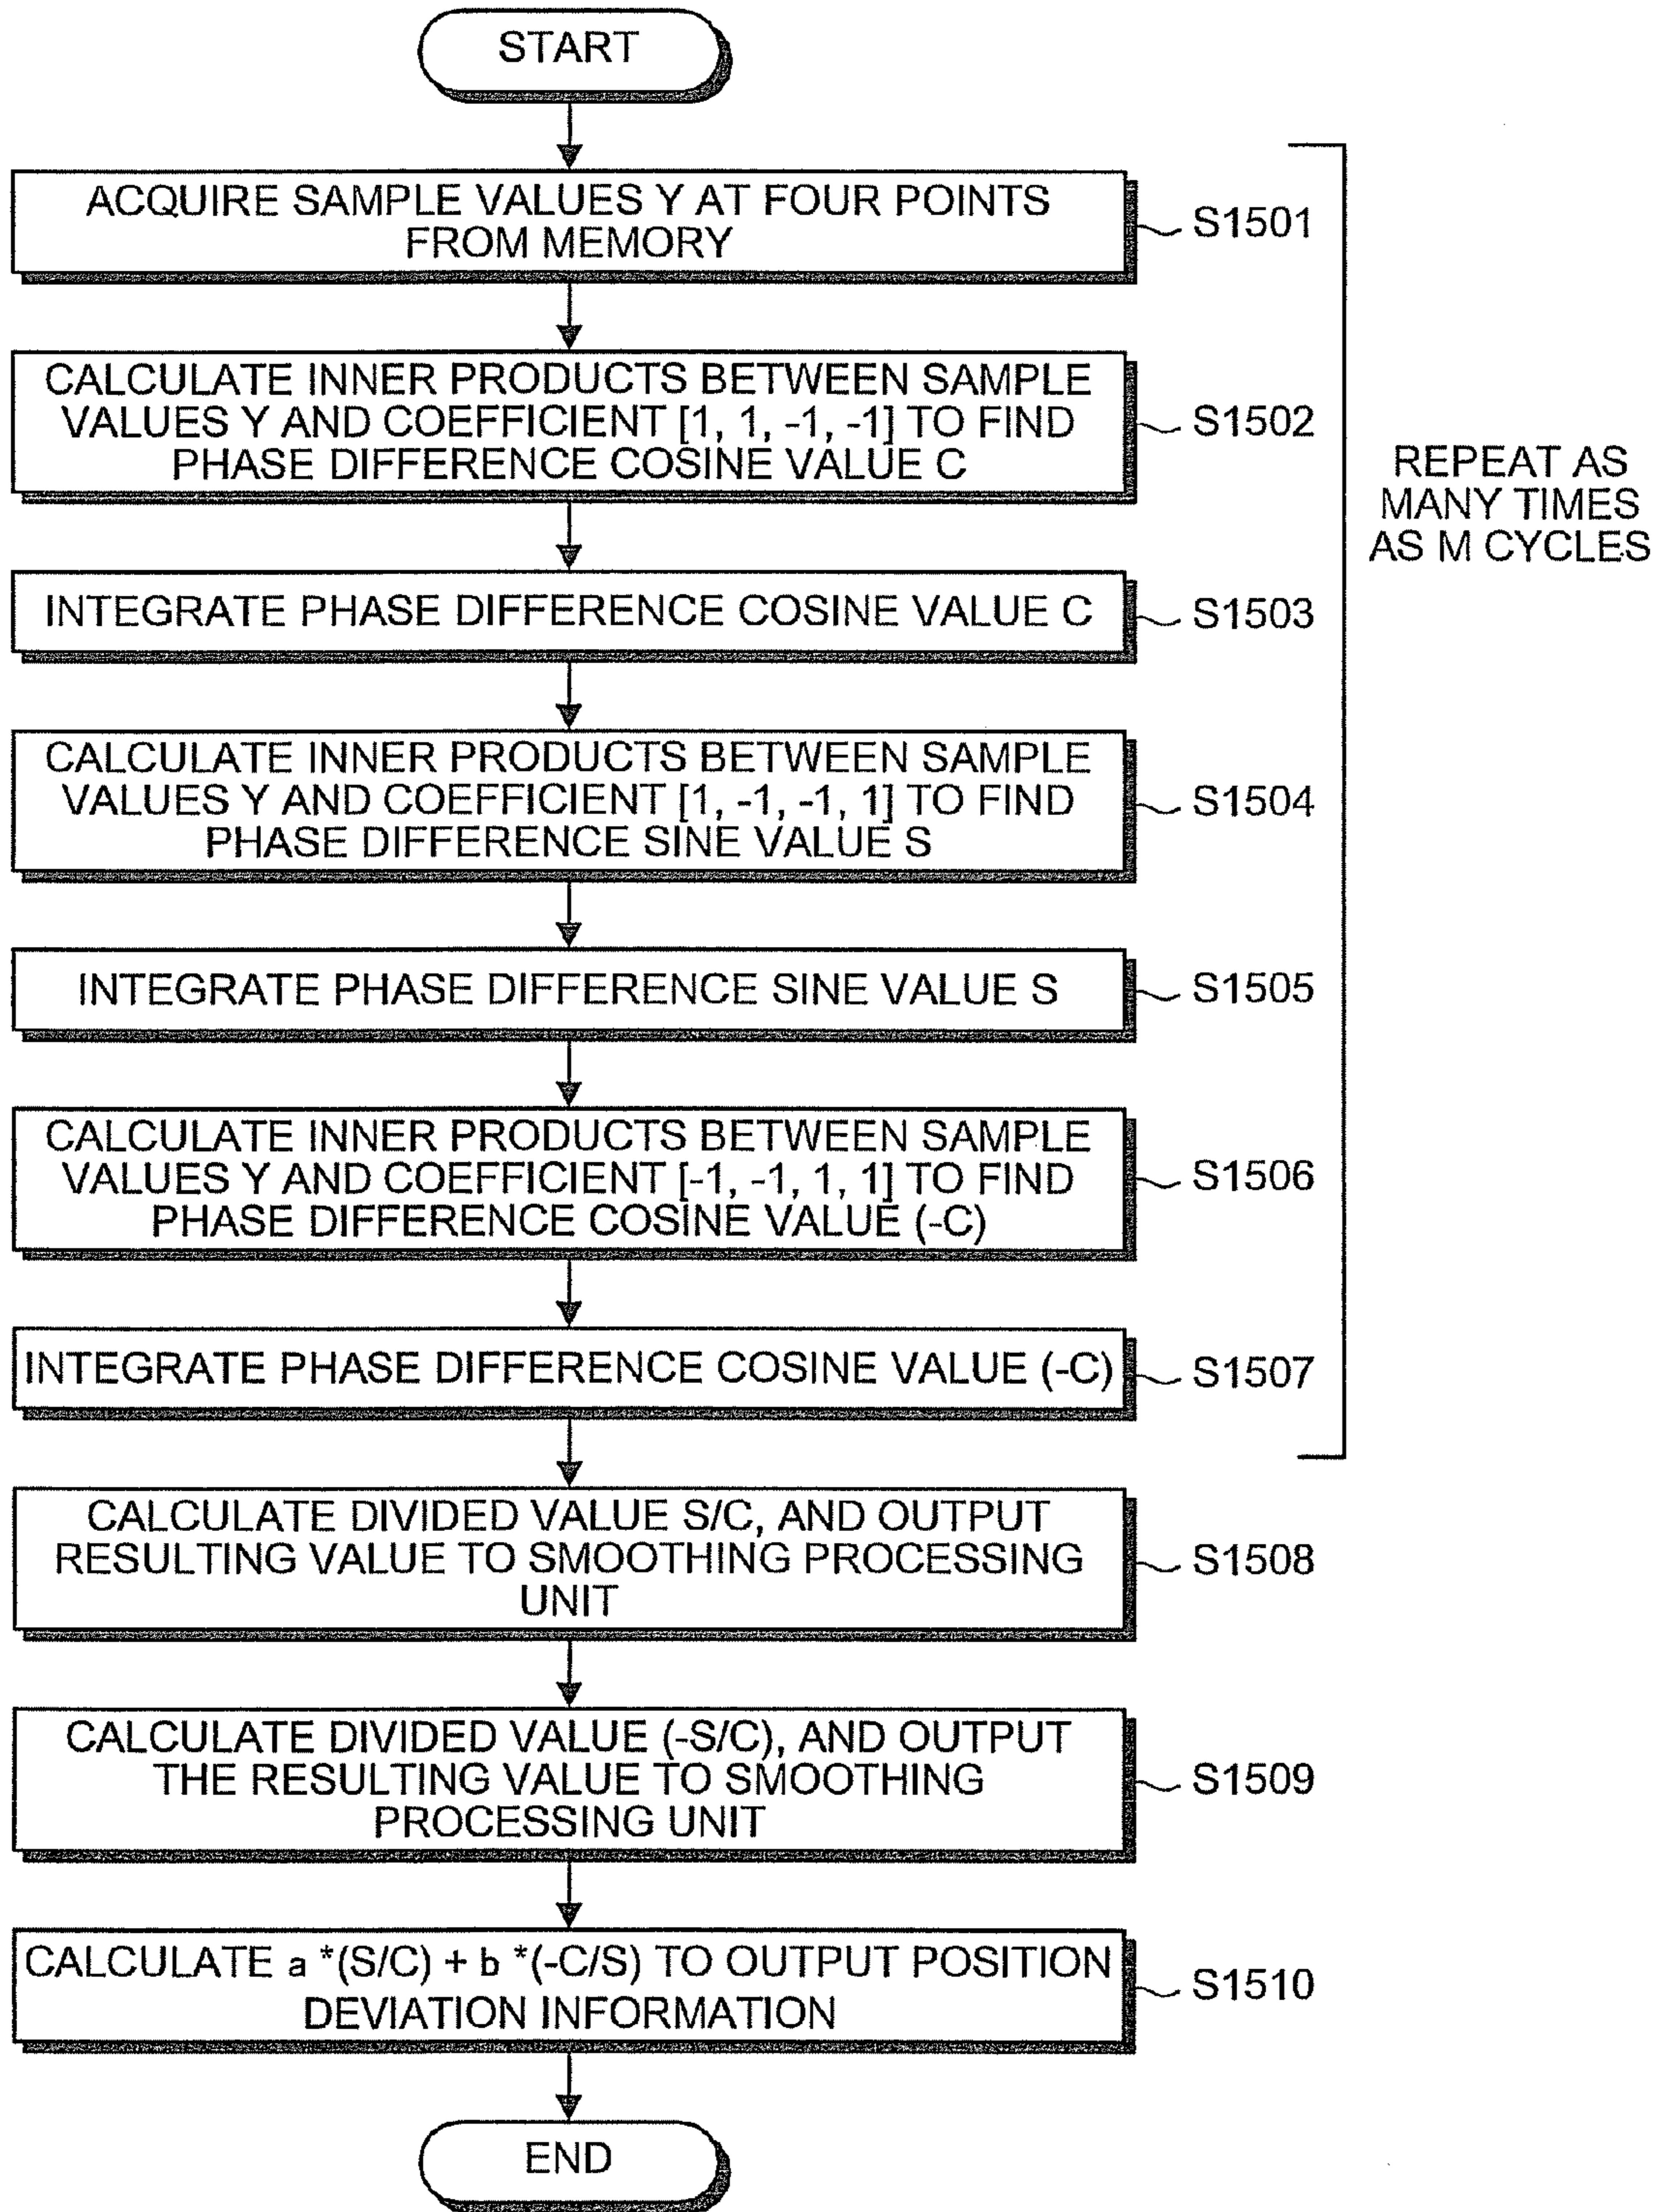 START
ACQUIRE SAMPLE VALUES Y AT FOUR POINTS
FROM MEMORY
S1501
CALCULATE INNER PRODUCTS BETWEEN SAMPLE
VALUES Y AND COEFFICIENT [1, 1, -1, -1] TO FIND
PHASE DIFFERENCE COSINE VALUE C
S1502
REPEAT AS
MANY TIMES
AS M CYCLES
INTEGRATE PHASE DIFFERENCE COSINE VALUE C
S1503
CALCULATE INNER PRODUCTS BETWEEN SAMPLE
VALUES Y AND COEFFICIENT [1, -1, -1, 1] TO FIND
PHASE DIFFERENCE SINE VALUE S
S1504
INTEGRATE PHASE DIFFERENCE SINE VALUE S
S1505
CALCULATE INNER PRODUCTS BETWEEN SAMPLE
VALUES Y AND COEFFICIENT [-1, -1, 1, 1] TO FIND
PHASE DIFFERENCE COSINE VALUE (-C)
S1506
INTEGRATE PHASE DIFFERENCE COSINE VALUE (-C)
S1507
CALCULATE DIVIDED VALUE S/C, AND OUTPUT
RESULTING VALUE TO SMOOTHING PROCESSING
UNIT
S1508
CALCULATE DIVIDED VALUE (-S/C), AND OUTPUT
THE RESULTING VALUE TO SMOOTHING
PROCESSING UNIT
S1509
CALCULATE a *(S/C) + b *(-C/S) TO OUTPUT POSITION
DEVIATION INFORMATION
S1510
END